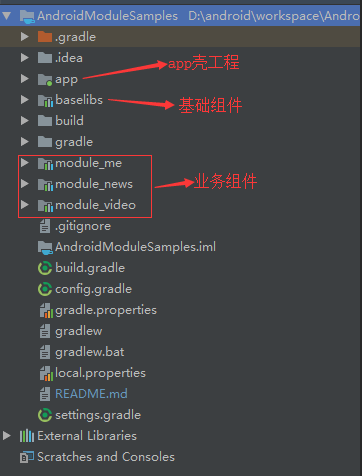 AndroidModuleSamples D:\android\workspace\Andro
.gradle
.idea
app
app壳工程
baselibs
基础组件
build
gradle
module_me
module_news
业务组件
module_video
.gitignore
AndroidModuleSamples.iml
build.gradle
config.gradle
gradle.properties
gradlew
gradlew.bat
local.properties
README.md
settings.gradle
External Libraries
Scratches and Consoles